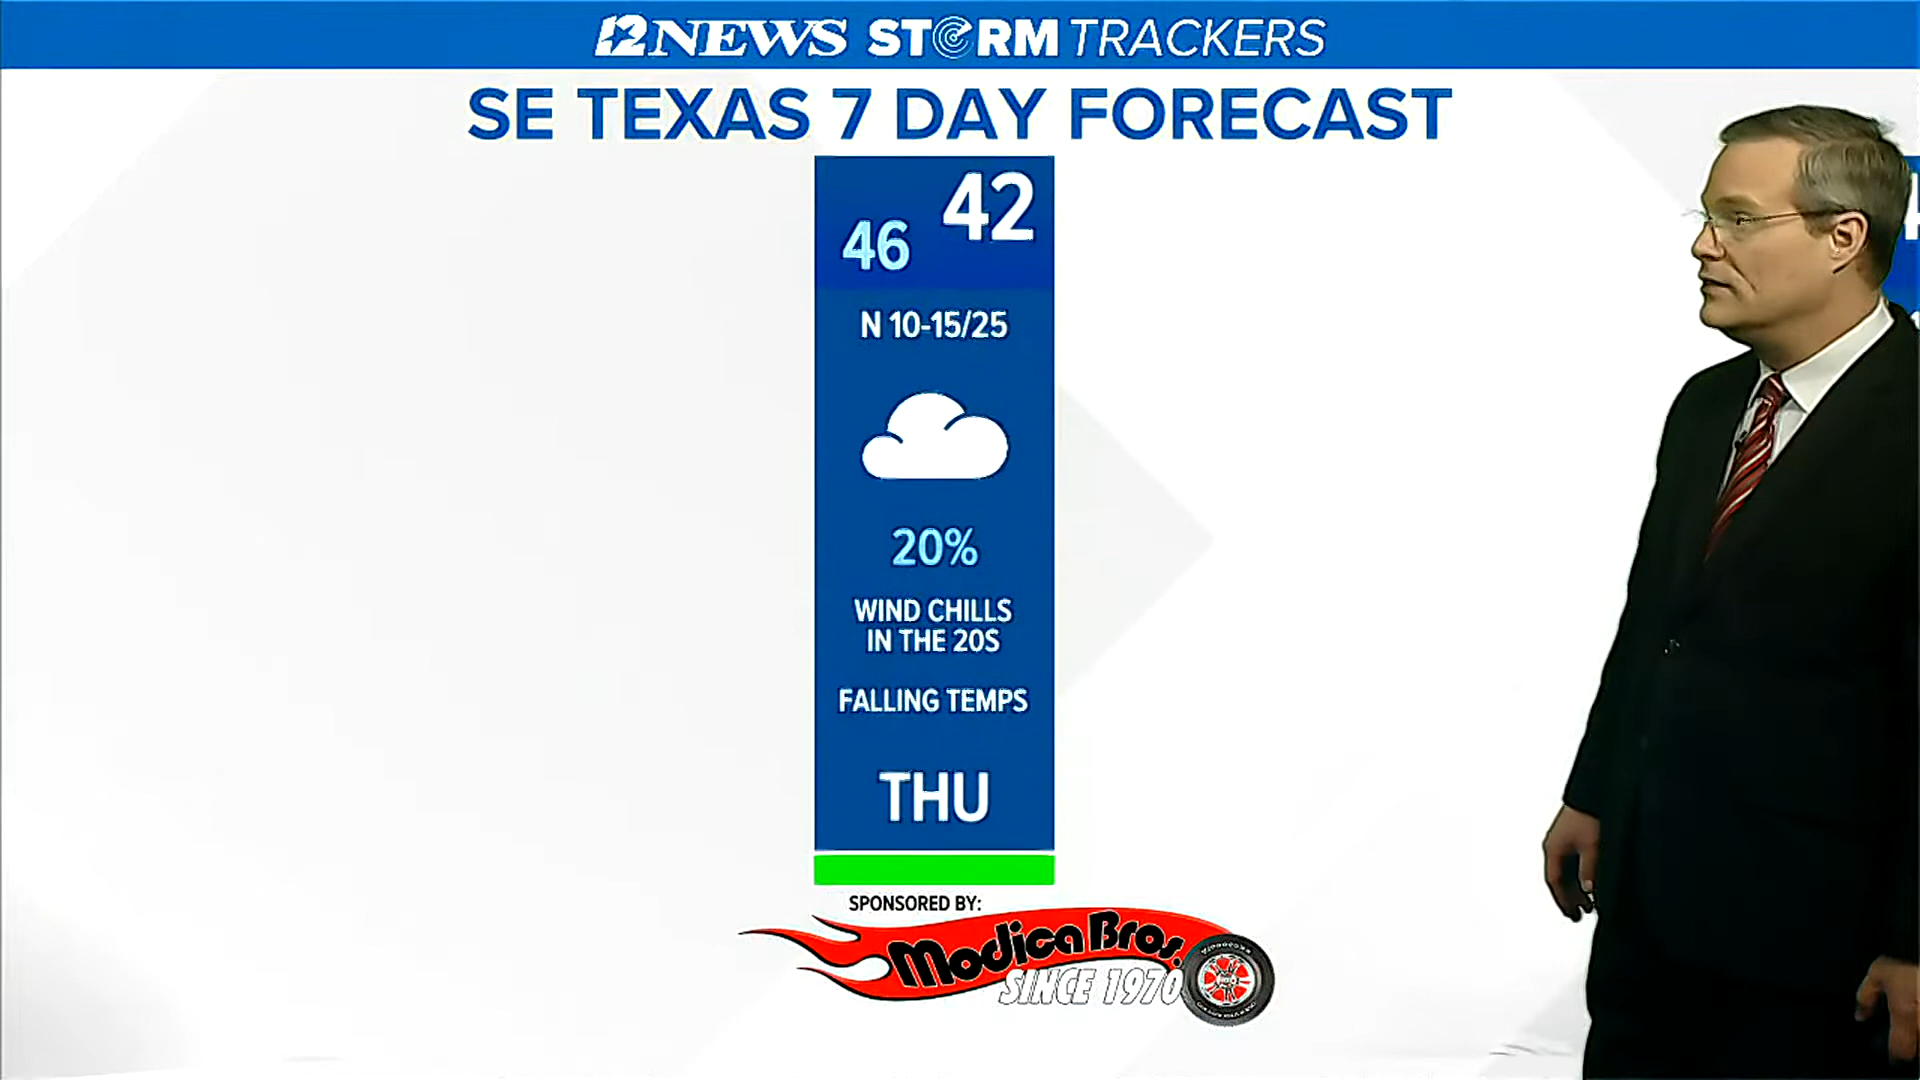 12NEWS STORM TRACKERS
SE TEXAS 7 DAY FORECAST
46 42
N 10-15/25
20%
WIND CHILLS
IN THE 20S
FALLING TEMPS
THU
SPONSORED BY:
Modica Bros.
SINCE 1970